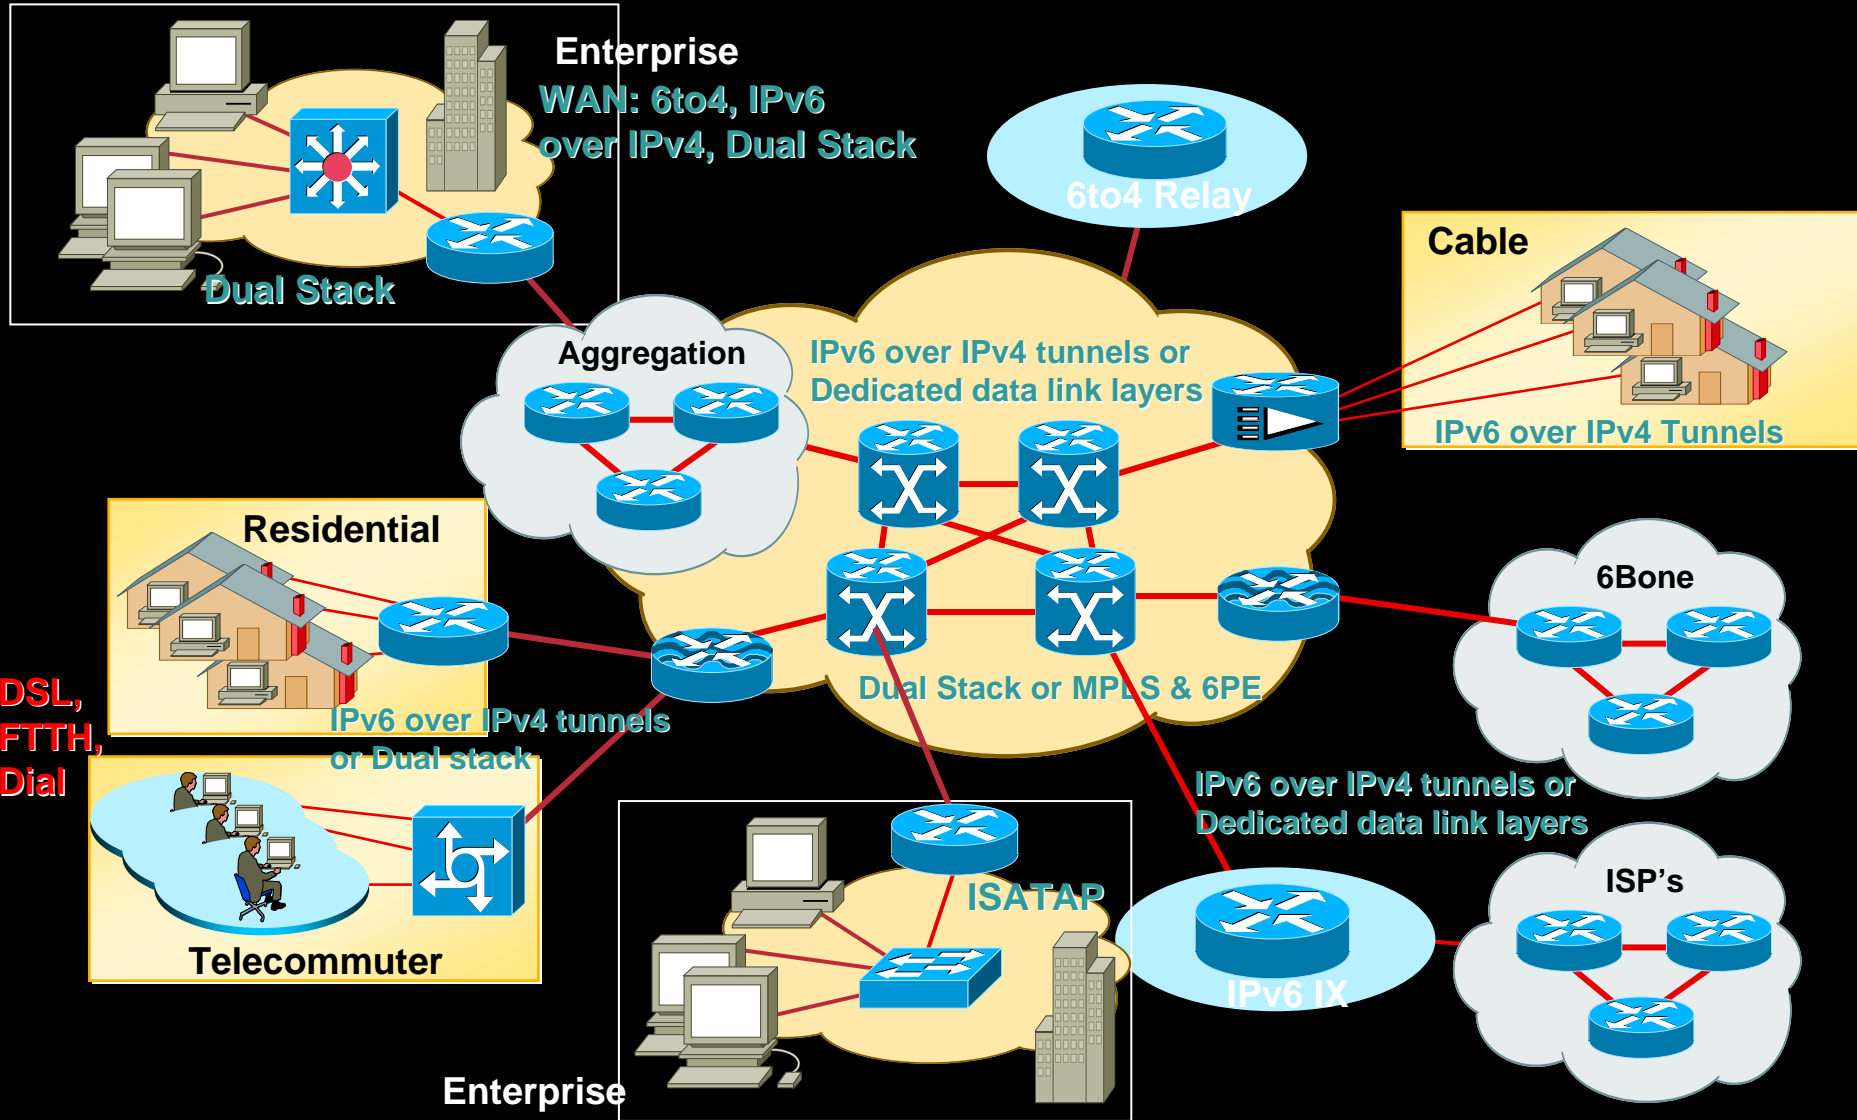 Enterprise
WAN: 6to4, IPv6
over IPv4, Dual Stack
Dual Stack
6to4 Relay
Cable
IPv6 over IPv4 Tunnels
Aggregation
IPv6 over IPv4 tunnels or
Dedicated data link layers
Residential
6Bone
DSL,
FTTH,
Dial
IPv6 over IPv4 tunnels
or Dual stack
Dual Stack or MPLS & 6PE
IPv6 over IPv4 tunnels or
Dedicated data link layers
Telecommuter
ISATAP
ISP's
IPv6 IX
Enterprise